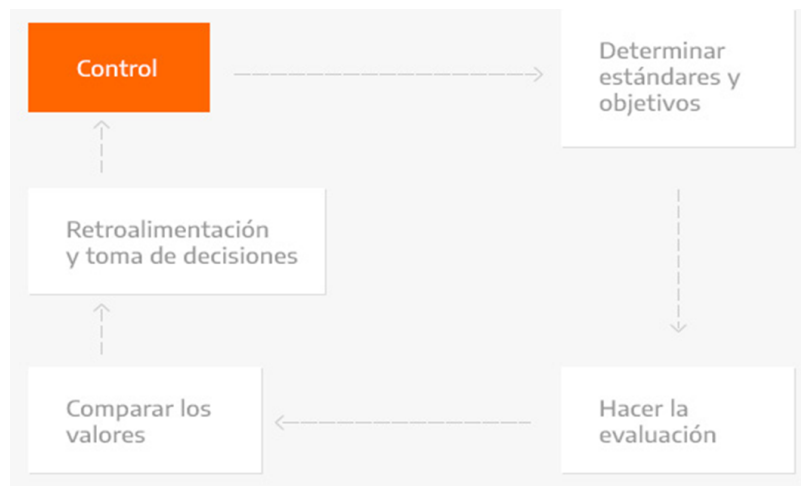 Control
Determinar
estándares y
objetivos
Retroalimentación
y toma de decisiones
Comparar los
valores
Hacer la
evaluación